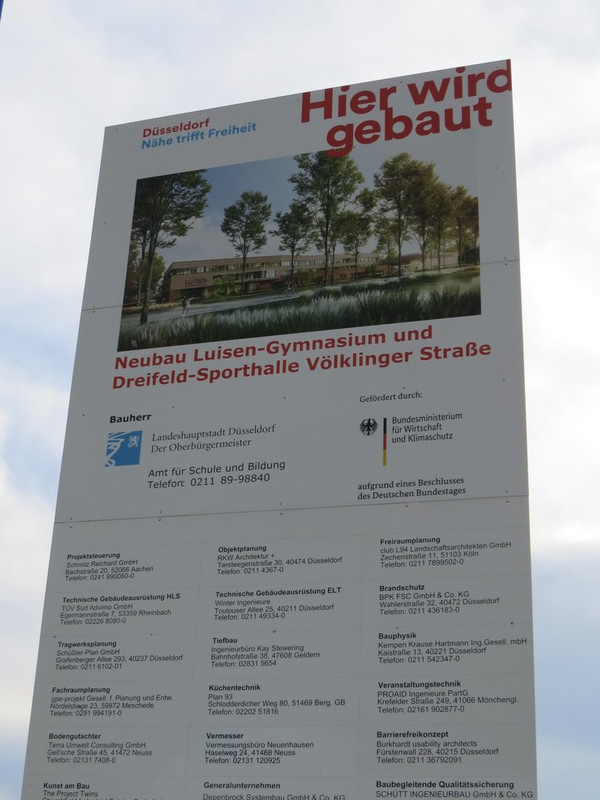 Düsseldorf
Nähe trifft Freiheit
Hier wird
gebaut
Neubau Luisen-Gymnasium und
Dreifeld-Sporthalle Völklinger Straße
Bauherr
Landeshauptstadt Düsseldorf
Der Oberbürgermeister
Amt für Schule und Bildung
Telefon: 0211 89-98840
Gefördert durch:
Bundesministerium
für Wirtschaft
und Klimaschutz
aufgrund eines Beschlusses
des Deutschen Bundestages
Projektsteuerung
Schmitz.Reichard GmbH
Bachstraße 20, 52066 Aachen
Telefon: 0241 990060-0
Objektplanung
RKW Architektur +
Tersteegenstraße 30, 40474 Düsseldorf
Telefon: 0211 4367-0
Freiraumplanung
club L94 Landschaftsarchitekten GmbH
Zechenstraße 11, 51103 Köln
Telefon: 0211 7899502-0
Technische Gebäudeausrüstung HLS
TÜV Süd Advimo GmbH
Egermannstraße 7, 53359 Rheinbach
Telefon: 02226 8080-0
Technische Gebäudeausrüstung ELT
Winter Ingenieure
Toulouser Allee 25, 40211 Düsseldorf
Telefon: 0211 49334-0
Brandschutz
BPK FSC GmbH & Co. KG
Wahlerstraße 32, 40472 Düsseldorf
Telefon: 0211 436183-0
Tragwerksplanung
Schüßler-Plan GmbH
Grafenberger Allee 293, 40237 Düsseldorf
Telefon: 0211 6102-01
Tiefbau
Ingenieurbüro Kay Stewering
Bahnhofstraße 38, 47608 Geldern
Telefon: 02831 5654
Bauphysik
Kempen Krause Hartmann Ing.Gesell. mbH
Kaistraße 13, 40221 Düsseldorf
Telefon: 0211 542347-0
Fachraumplanung
gpe-projekt Gesell. f. Planung und Entw.
Nördelstraße 23, 59872 Meschede
Telefon: 0291 994191-0
Küchentechnik
Plan 93
Schlodderdicher Weg 80, 51469 Berg. GB
Telefon: 02202 51816
Veranstaltungstechnik
PROAID Ingenieure PartG
Krefelder Straße 249, 41066 Mönchengl.
Telefon: 02161 902877-0
Bodengutachter
Terra Umwelt Consulting GmbH
Gell'sche Straße 45, 41472 Neuss
Telefon: 02131 7408-0
Vermesser
Vermessungsbüro Neuenhausen
Haselweg 24, 41468 Neuss
Telefon: 02131 120925
Barrierefreikonzept
Burkhardt usability architects
Fürstenwall 228, 40215 Düsseldorf
Telefon: 0211 36792091
Kunst am Bau
The Project Twins
Generalunternehmen
Depenbrock Systembau GmbH & Co. KG
Baubegleitende Qualitätssicherung
SCHÜTT INGENIEURBAU GmbH & Co. KG